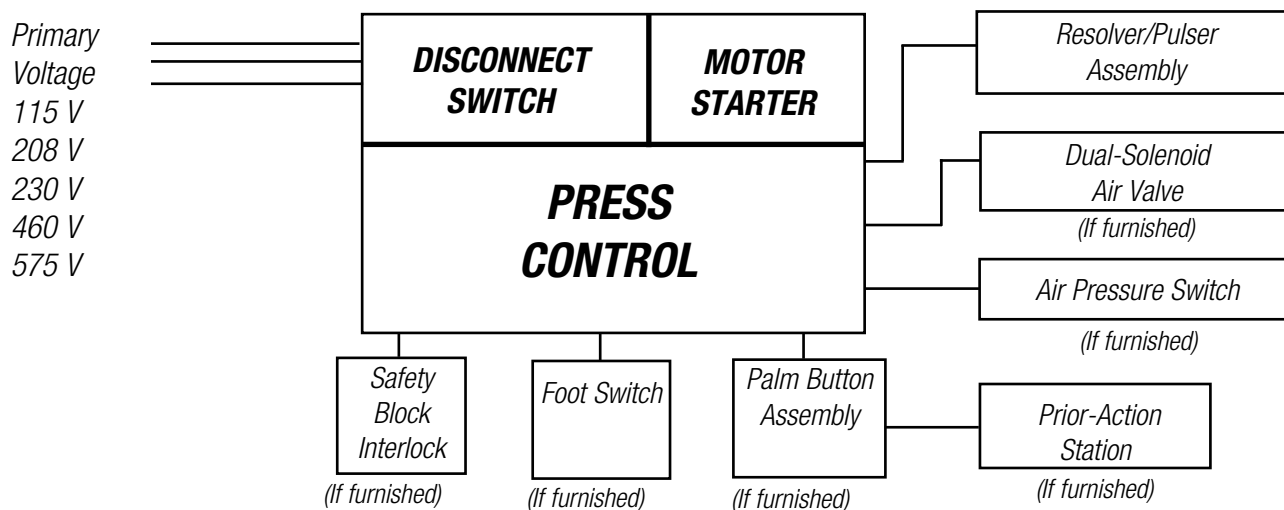 Primary
Voltage
115 V
208 V
230 V
460 V
575 V
DISCONNECT
SWITCH
MOTOR
STARTER
PRESS
CONTROL
Resolver/Pulser
Assembly
Dual-Solenoid
Air Valve
(If furnished)
Air Pressure Switch
(If furnished)
Safety
Block
Interlock
(If furnished)
Foot Switch
(If furnished)
Palm Button
Assembly
(If furnished)
Prior-Action
Station
(If furnished)